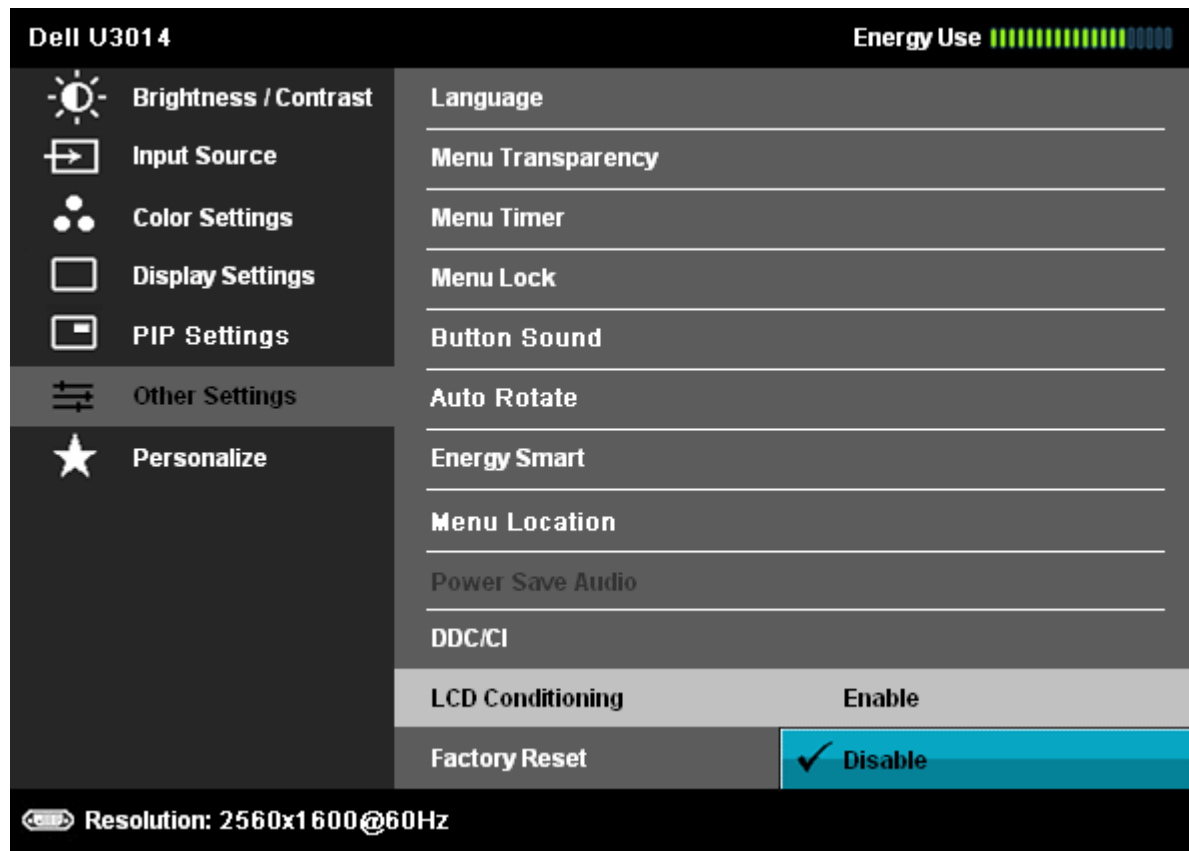 Dell U3014
Energy Use
Brightness / Contrast
Input Source
Color Settings
Display Settings
PIP Settings
Other Settings
Personalize
Language
Menu Transparency
Menu Timer
Menu Lock
Button Sound
Auto Rotate
Energy Smart
Menu Location
Power Save Audio
DDC/CI
LCD Conditioning
Enable
Factory Reset
Disable
Resolution: 2560x1600@60Hz